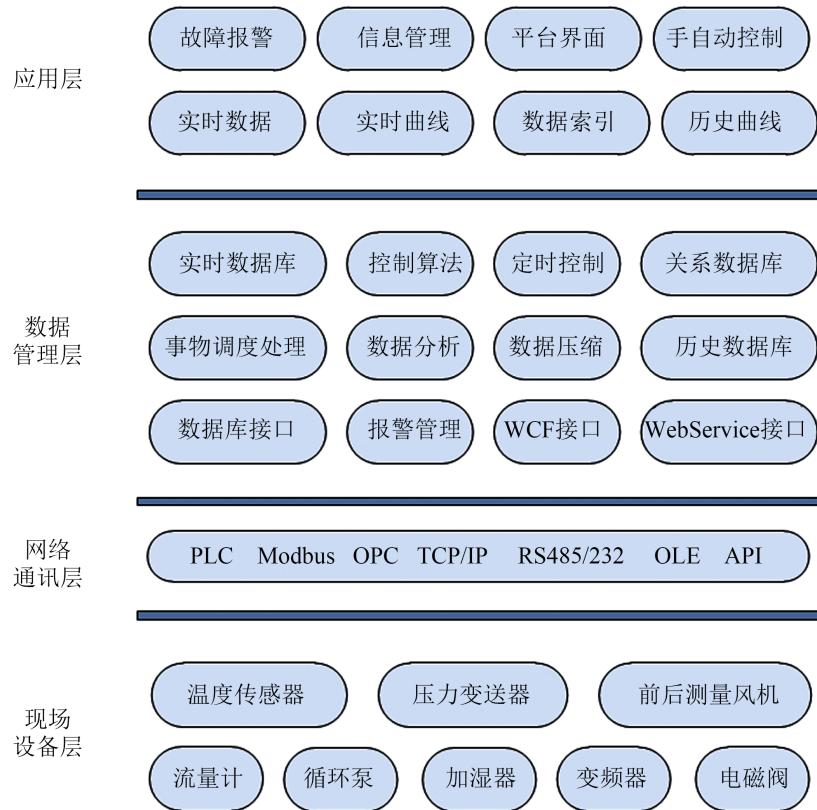 故障报警 信息管理 平台界面 手自动控制
应用层
实时数据 实时曲线 数据索引 历史曲线
实时数据库 控制算法 定时控制 关系数据库
数据
管理层
事物调度处理 数据分析 数据压缩 历史数据库
数据库接口 报警管理 WCF接口 WebService接口
网络
通讯层
PLC Modbus OPC TCP/IP RS485/232 OLE API
温度传感器 压力变送器 前后测量风机
现场
设备层
流量计 循环泵 加湿器 变频器 电磁阀